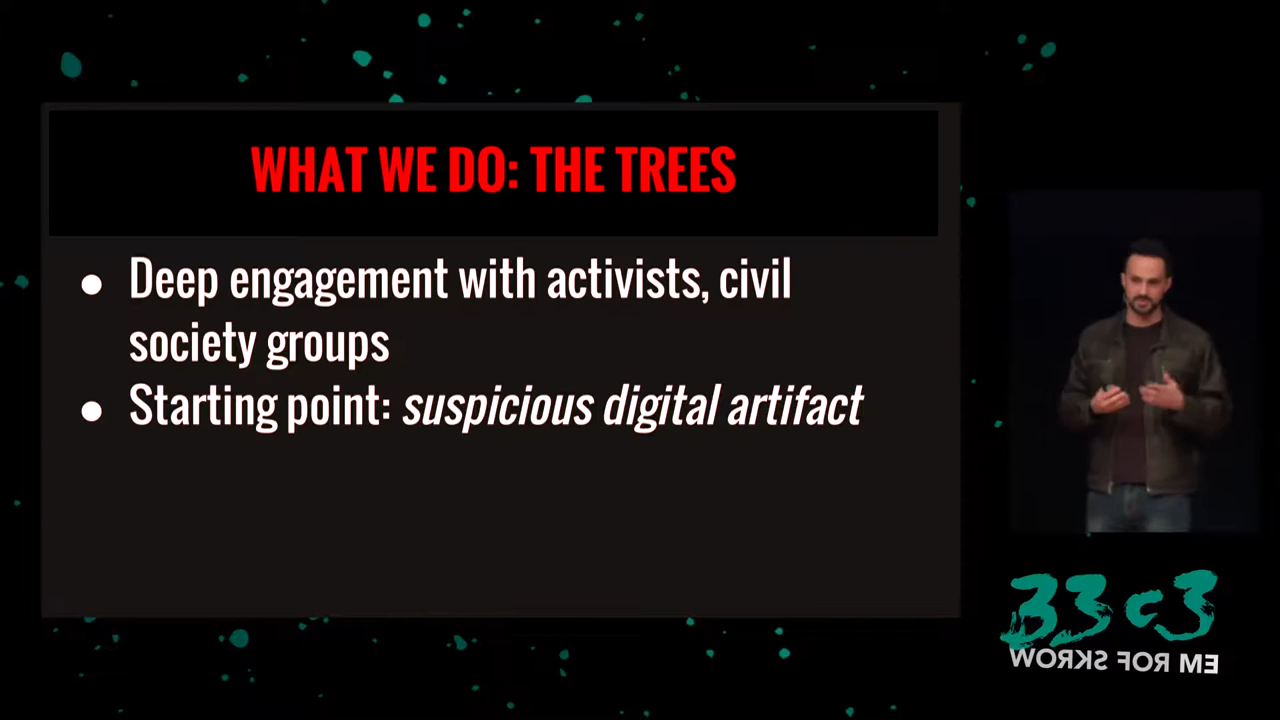 WHAT WE DO: THE TREES
● Deep engagement with activists, civil
society groups
● Starting point: suspicious digital artifact
33c3
WORKS FOR ME